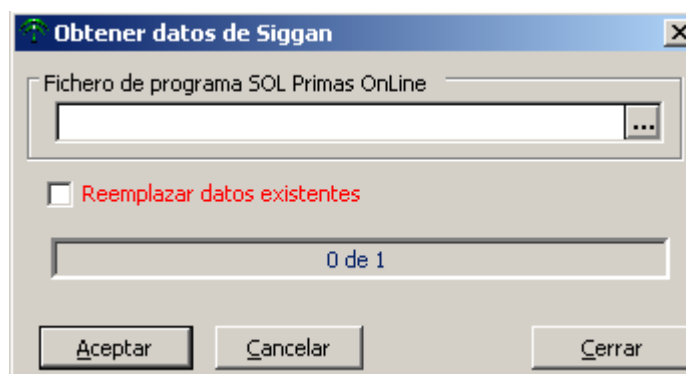 Obtener datos de Siggan
Fichero de programa SOL Primas OnLine
...
Reemplazar datos existentes
0 de 1
Aceptar Cancelar Cerrar